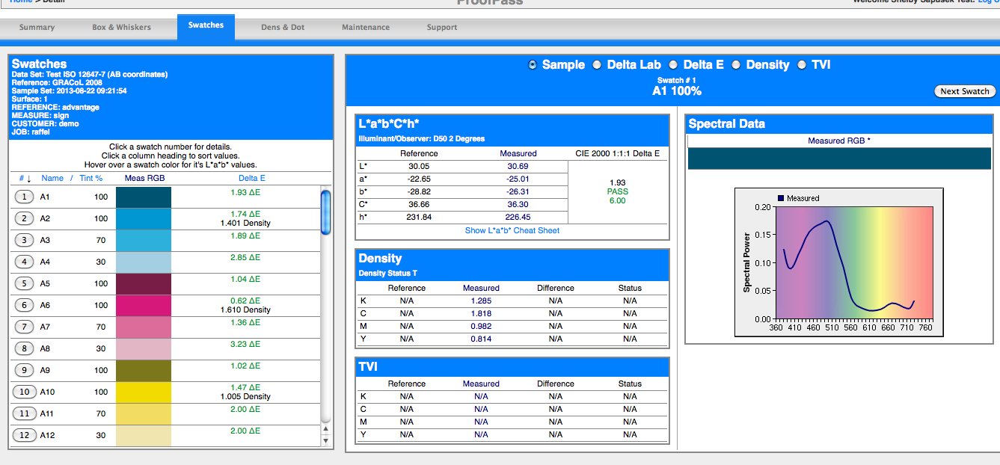 Home > Detail
ProofPass
Welcome Shelby Sapusek Test.
Summary
Box & Whiskers
Swatches
Dens & Dot
Maintenance
Support
Swatches
Data Set: Test ISO 12647-7 (AB coordinates)
Reference: GRACoL 2008
Sample Set: 2013-08-22 09:21:54
Surface: 1
REFERENCE: advantage
MEASURE: sign
CUSTOMER: demo
JOB: raffel
Click a swatch number for details.
Click a column heading to sort values.
Hover over a swatch color for it's L*a*b* values.
# ↓ Name / Tint % Meas RGB Delta E
1 A1 100 1.93 ΔE
2 A2 100 1.74 ΔE
1.401 Density
3 A3 70 1.89 ΔE
4 A4 30 2.85 ΔE
5 A5 100 1.04 ΔE
6 A6 100 0.62 ΔE
1.610 Density
7 A7 70 1.36 ΔE
8 A8 30 3.23 ΔE
9 A9 100 1.02 ΔE
10 A10 100 1.47 ΔE
1.005 Density
11 A11 70 2.00 ΔE
12 A12 30 2.00 ΔE
Sample Delta Lab Delta E Density TVI
Swatch # 1
A1 100%
Next Swatch
L*a*b*C*h*
Illuminant/Observer: D50 2 Degrees
Reference Measured CIE 2000 1:1:1 Delta E
L* 30.05 30.69
a* -22.65 -25.01
b* -28.82 -26.31
C* 36.66 36.30
h* 231.84 226.45
1.93
PASS
6.00
Show L*a*b* Cheat Sheet
Density
Density Status T
Reference Measured Difference Status
K N/A 1.285 N/A N/A
C N/A 1.818 N/A N/A
M N/A 0.982 N/A N/A
Y N/A 0.814 N/A N/A
TVI
Reference Measured Difference Status
K N/A N/A N/A N/A
C N/A N/A N/A N/A
M N/A N/A N/A N/A
Y N/A N/A N/A N/A
Spectral Data
Measured RGB *
Measured
Spectral Power
0.20
0.15
0.10
0.05
0.00
360 410 460 510 560 610 660 710 760